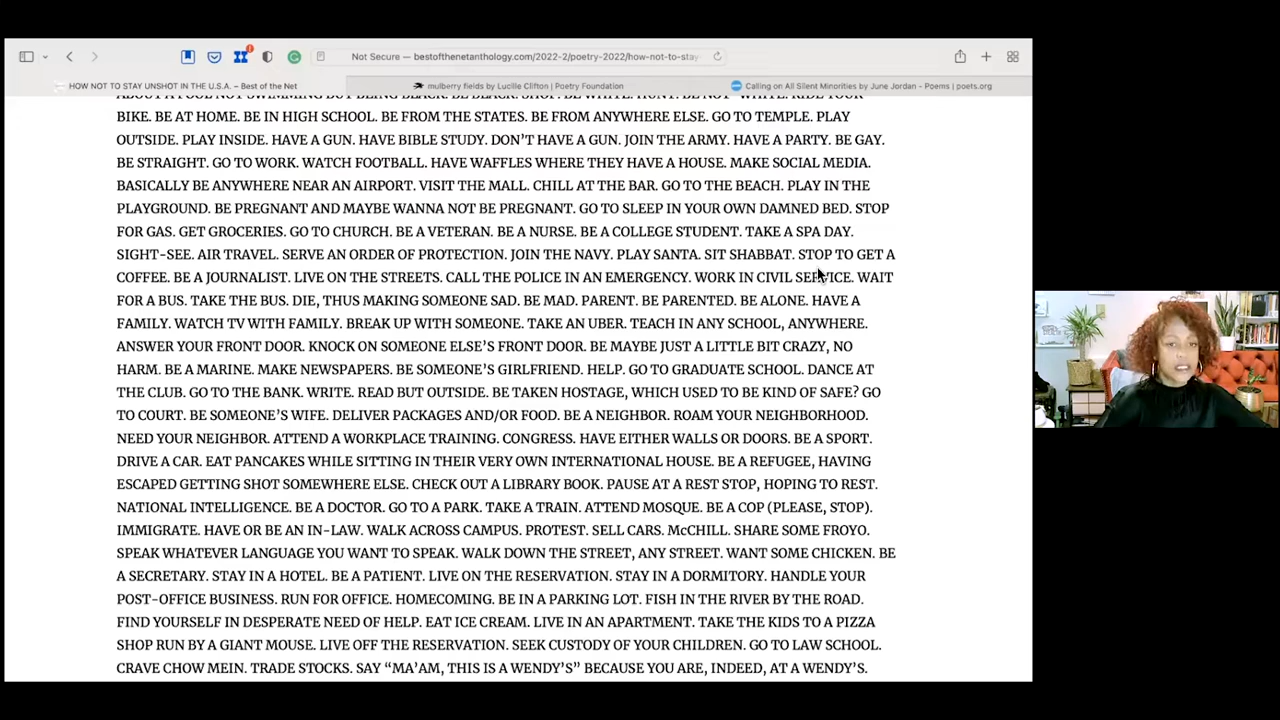 Not Secure — bestofthenetanthology.com/2022-2/poetry-2022/how-not-to-stay-
HOW NOT TO STAY UNSHOT IN THE U.S.A. – Best of the Net
mulberry fields by Lucille Clifton | Poetry Foundation
Calling on All Silent Minorities by June Jordan - Poems | poets.org
ABOUT A POOL NOT SWIMMING BUT BEING BLACK. BE BLACK. SHOP. BE WHITE. HUNT. BE NOT-WHITE. RIDE YOUR
BIKE. BE AT HOME. BE IN HIGH SCHOOL. BE FROM THE STATES. BE FROM ANYWHERE ELSE. GO TO TEMPLE. PLAY
OUTSIDE. PLAY INSIDE. HAVE A GUN. HAVE BIBLE STUDY. DON’T HAVE A GUN. JOIN THE ARMY. HAVE A PARTY. BE GAY.
BE STRAIGHT. GO TO WORK. WATCH FOOTBALL. HAVE WAFFLES WHERE THEY HAVE A HOUSE. MAKE SOCIAL MEDIA.
BASICALLY BE ANYWHERE NEAR AN AIRPORT. VISIT THE MALL. CHILL AT THE BAR. GO TO THE BEACH. PLAY IN THE
PLAYGROUND. BE PREGNANT AND MAYBE WANNA NOT BE PREGNANT. GO TO SLEEP IN YOUR OWN DAMNED BED. STOP
FOR GAS. GET GROCERIES. GO TO CHURCH. BE A VETERAN. BE A NURSE. BE A COLLEGE STUDENT. TAKE A SPA DAY.
SIGHT-SEE. AIR TRAVEL. SERVE AN ORDER OF PROTECTION. JOIN THE NAVY. PLAY SANTA. SIT SHABBAT. STOP TO GET A
COFFEE. BE A JOURNALIST. LIVE ON THE STREETS. CALL THE POLICE IN AN EMERGENCY. WORK IN CIVIL SERVICE. WAIT
FOR A BUS. TAKE THE BUS. DIE, THUS MAKING SOMEONE SAD. BE MAD. PARENT. BE PARENTED. BE ALONE. HAVE A
FAMILY. WATCH TV WITH FAMILY. BREAK UP WITH SOMEONE. TAKE AN UBER. TEACH IN ANY SCHOOL, ANYWHERE.
ANSWER YOUR FRONT DOOR. KNOCK ON SOMEONE ELSE’S FRONT DOOR. BE MAYBE JUST A LITTLE BIT CRAZY, NO
HARM. BE A MARINE. MAKE NEWSPAPERS. BE SOMEONE’S GIRLFRIEND. HELP. GO TO GRADUATE SCHOOL. DANCE AT
THE CLUB. GO TO THE BANK. WRITE. READ BUT OUTSIDE. BE TAKEN HOSTAGE, WHICH USED TO BE KIND OF SAFE? GO
TO COURT. BE SOMEONE’S WIFE. DELIVER PACKAGES AND/OR FOOD. BE A NEIGHBOR. ROAM YOUR NEIGHBORHOOD.
NEED YOUR NEIGHBOR. ATTEND A WORKPLACE TRAINING. CONGRESS. HAVE EITHER WALLS OR DOORS. BE A SPORT.
DRIVE A CAR. EAT PANCAKES WHILE SITTING IN THEIR VERY OWN INTERNATIONAL HOUSE. BE A REFUGEE, HAVING
ESCAPED GETTING SHOT SOMEWHERE ELSE. CHECK OUT A LIBRARY BOOK. PAUSE AT A REST STOP, HOPING TO REST.
NATIONAL INTELLIGENCE. BE A DOCTOR. GO TO A PARK. TAKE A TRAIN. ATTEND MOSQUE. BE A COP (PLEASE, STOP).
IMMIGRATE. HAVE OR BE AN IN-LAW. WALK ACROSS CAMPUS. PROTEST. SELL CARS. McCHILL. SHARE SOME FROYO.
SPEAK WHATEVER LANGUAGE YOU WANT TO SPEAK. WALK DOWN THE STREET, ANY STREET. WANT SOME CHICKEN. BE
A SECRETARY. STAY IN A HOTEL. BE A PATIENT. LIVE ON THE RESERVATION. STAY IN A DORMITORY. HANDLE YOUR
POST-OFFICE BUSINESS. RUN FOR OFFICE. HOMECOMING. BE IN A PARKING LOT. FISH IN THE RIVER BY THE ROAD.
FIND YOURSELF IN DESPERATE NEED OF HELP. EAT ICE CREAM. LIVE IN AN APARTMENT. TAKE THE KIDS TO A PIZZA
SHOP RUN BY A GIANT MOUSE. LIVE OFF THE RESERVATION. SEEK CUSTODY OF YOUR CHILDREN. GO TO LAW SCHOOL.
CRAVE CHOW MEIN. TRADE STOCKS. SAY “MA’AM, THIS IS A WENDY’S” BECAUSE YOU ARE, INDEED, AT A WENDY’S.